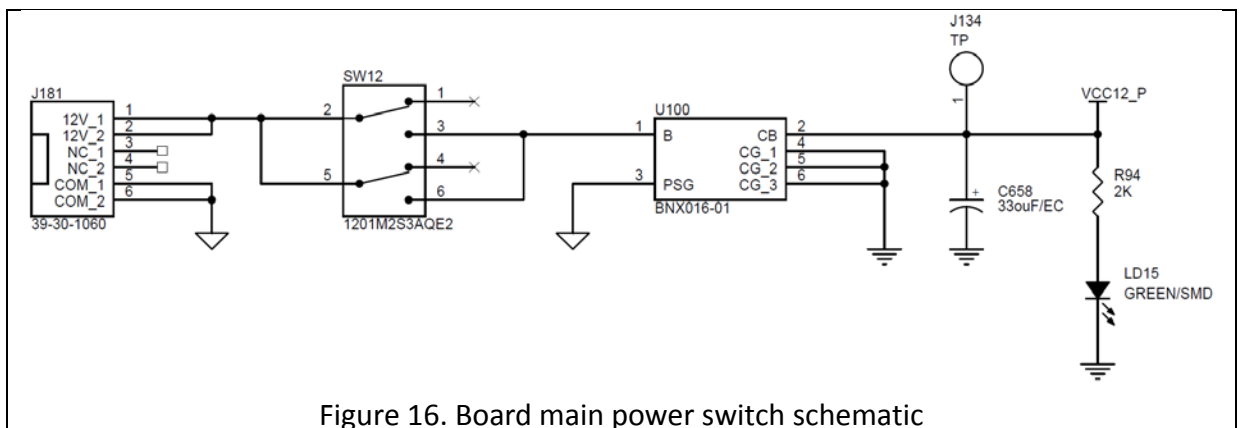 J181
12V_1 1
12V_2 2
NC_1 3
NC_2 4
COM_1 5
COM_2 6
39-30-1060
SW12
2 1
3
5 4
6
1201M2S3AQE2
U100
1 B CB 2
CG_1 4
CG_2 5
3 PSG CG_3 6
BNX016-01
J134
TP
1
VCC12_P
C658
33ouF/EC
+
R94
2K
LD15
GREEN/SMD
Figure 16. Board main power switch schematic